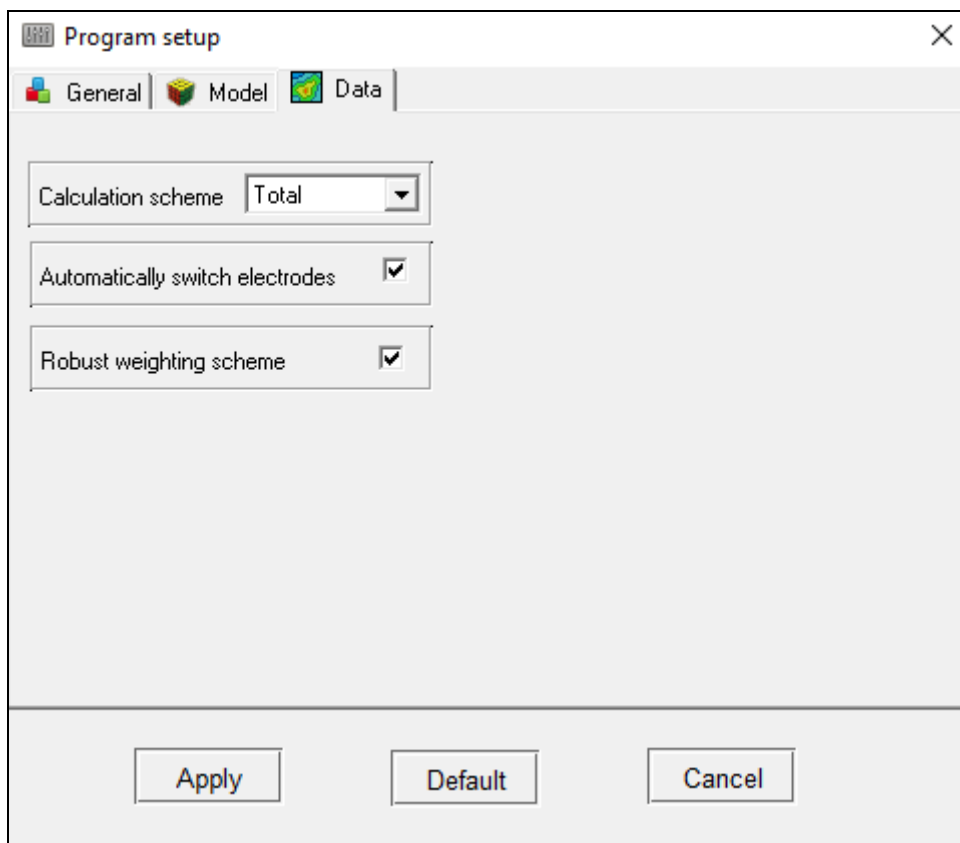 Program setup
General Model Data
Calculation scheme Total
Automatically switch electrodes
Robust weighting scheme
Apply Default Cancel